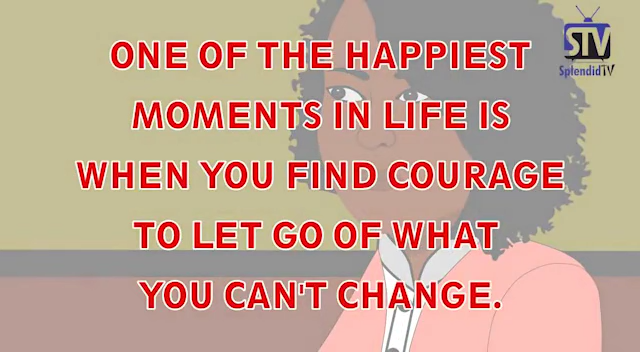 STV
SplendidTV
ONE OF THE HAPPIEST
MOMENTS IN LIFE IS
WHEN YOU FIND COURAGE
TO LET GO OF WHAT
YOU CAN'T CHANGE.